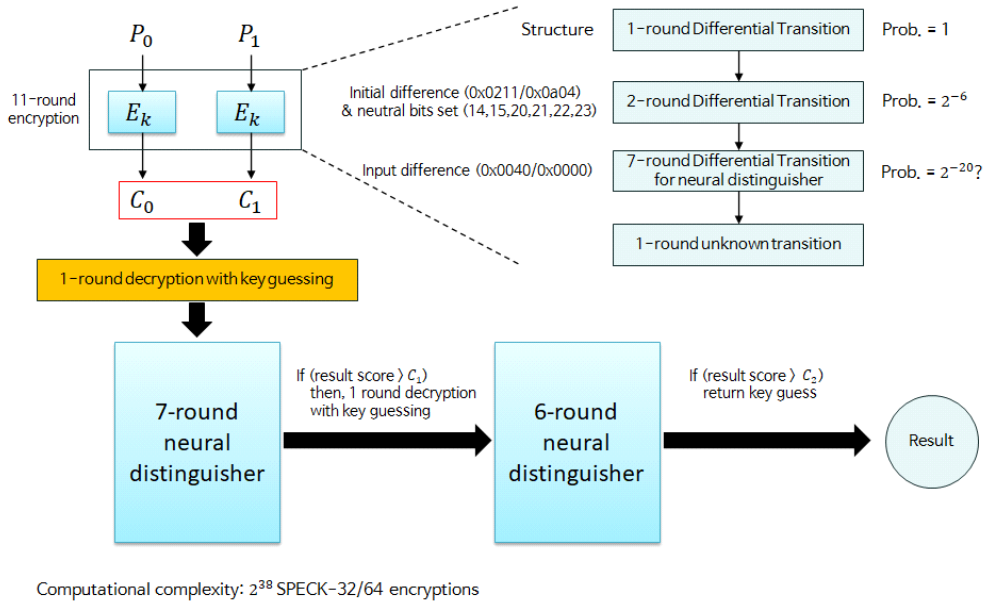 P₀
P₁
11-round
encryption
E_k
E_k
C₀
C₁
Structure
1-round Differential Transition
Prob. = 1
Initial difference (0x0211/0x0a04)
& neutral bits set (14,15,20,21,22,23)
2-round Differential Transition
Prob. = 2⁻⁶
Input difference (0x0040/0x0000)
7-round Differential Transition
for neural distinguisher
Prob. = 2⁻²⁰?
1-round unknown transition
1-round decryption with key guessing
7-round
neural
distinguisher
If (result score > C₁)
then, 1 round decryption
with key guessing
6-round
neural
distinguisher
If (result score > C₂)
return key guess
Result
Computational complexity: 2³⁸ SPECK-32/64 encryptions